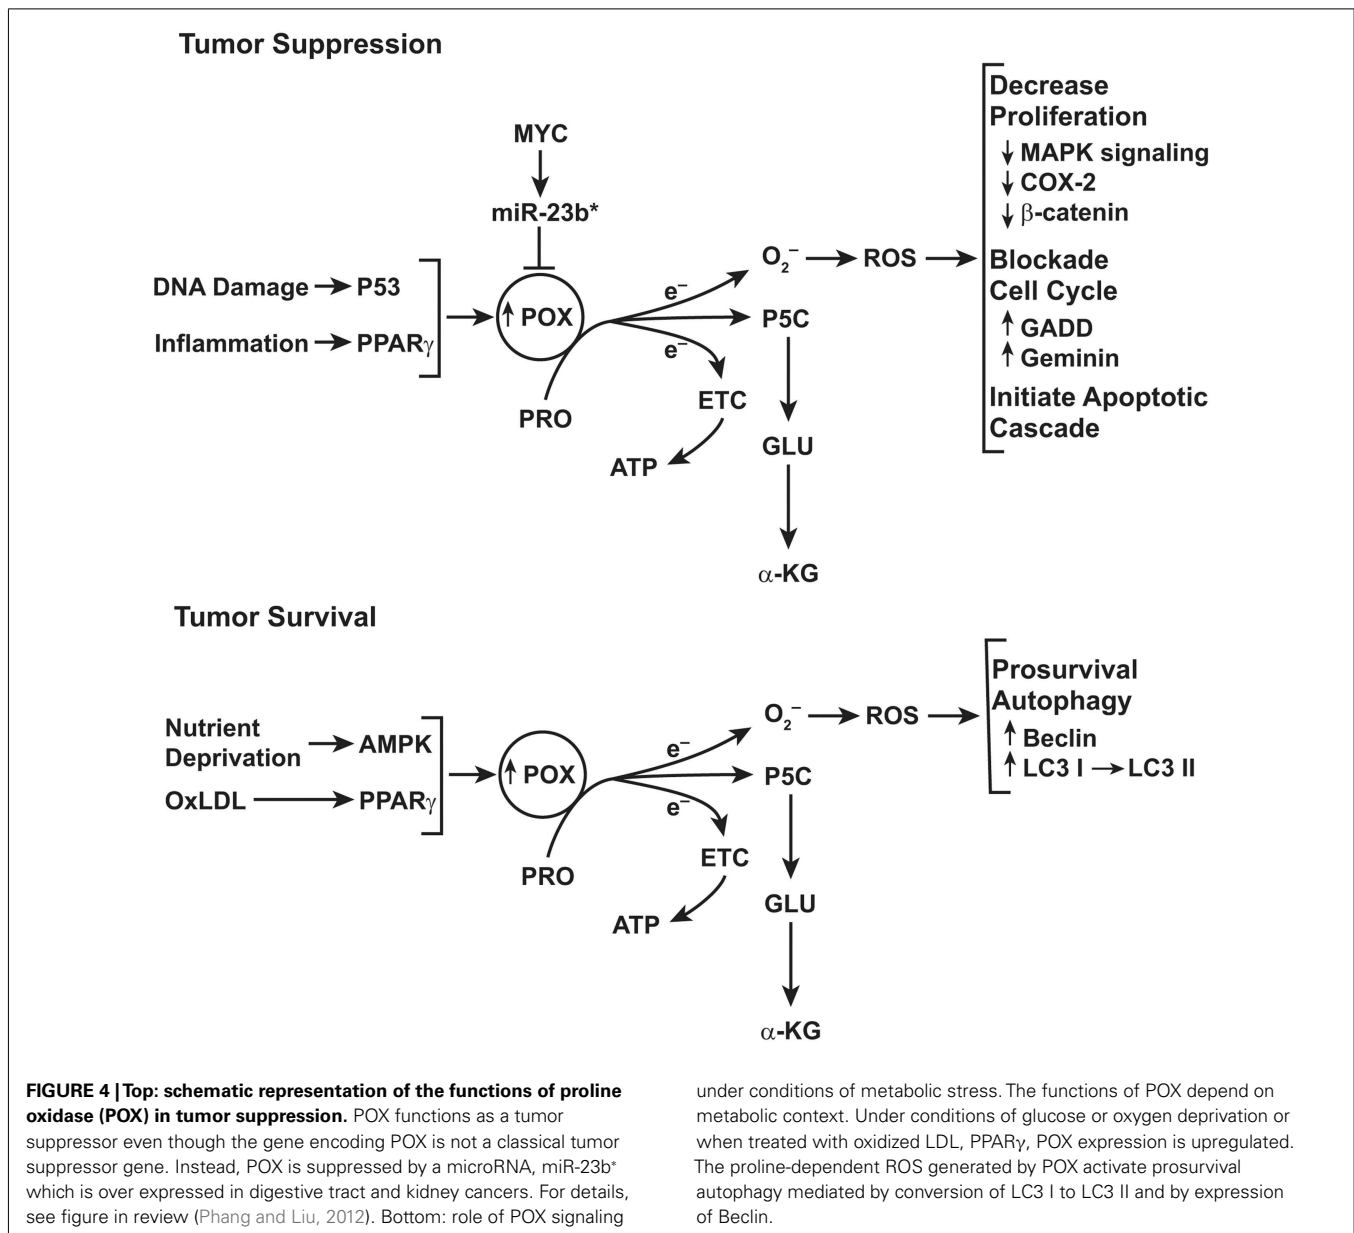 Tumor Suppression
MYC
miR-23b*
DNA Damage → P53
Inflammation → PPARγ
↑ POX
PRO
e⁻
e⁻
O₂⁻ → ROS →
P5C
ETC
ATP
GLU
α-KG
Decrease
Proliferation
↓ MAPK signaling
↓ COX-2
↓ β-catenin
Blockade
Cell Cycle
↑ GADD
↑ Geminin
Initiate Apoptotic
Cascade
Tumor Survival
Nutrient
Deprivation → AMPK
OxLDL → PPARγ
↑ POX
PRO
e⁻
e⁻
O₂⁻ → ROS →
P5C
ETC
ATP
GLU
α-KG
Prosurvival
Autophagy
↑ Beclin
↑ LC3 I → LC3 II
FIGURE 4 | Top: schematic representation of the functions of proline
oxidase (POX) in tumor suppression. POX functions as a tumor
suppressor even though the gene encoding POX is not a classical tumor
suppressor gene. Instead, POX is suppressed by a microRNA, miR-23b*
which is over expressed in digestive tract and kidney cancers. For details,
see figure in review (Phang and Liu, 2012). Bottom: role of POX signaling
under conditions of metabolic stress. The functions of POX depend on
metabolic context. Under conditions of glucose or oxygen deprivation or
when treated with oxidized LDL, PPARγ, POX expression is upregulated.
The proline-dependent ROS generated by POX activate prosurvival
autophagy mediated by conversion of LC3 I to LC3 II and by expression
of Beclin.